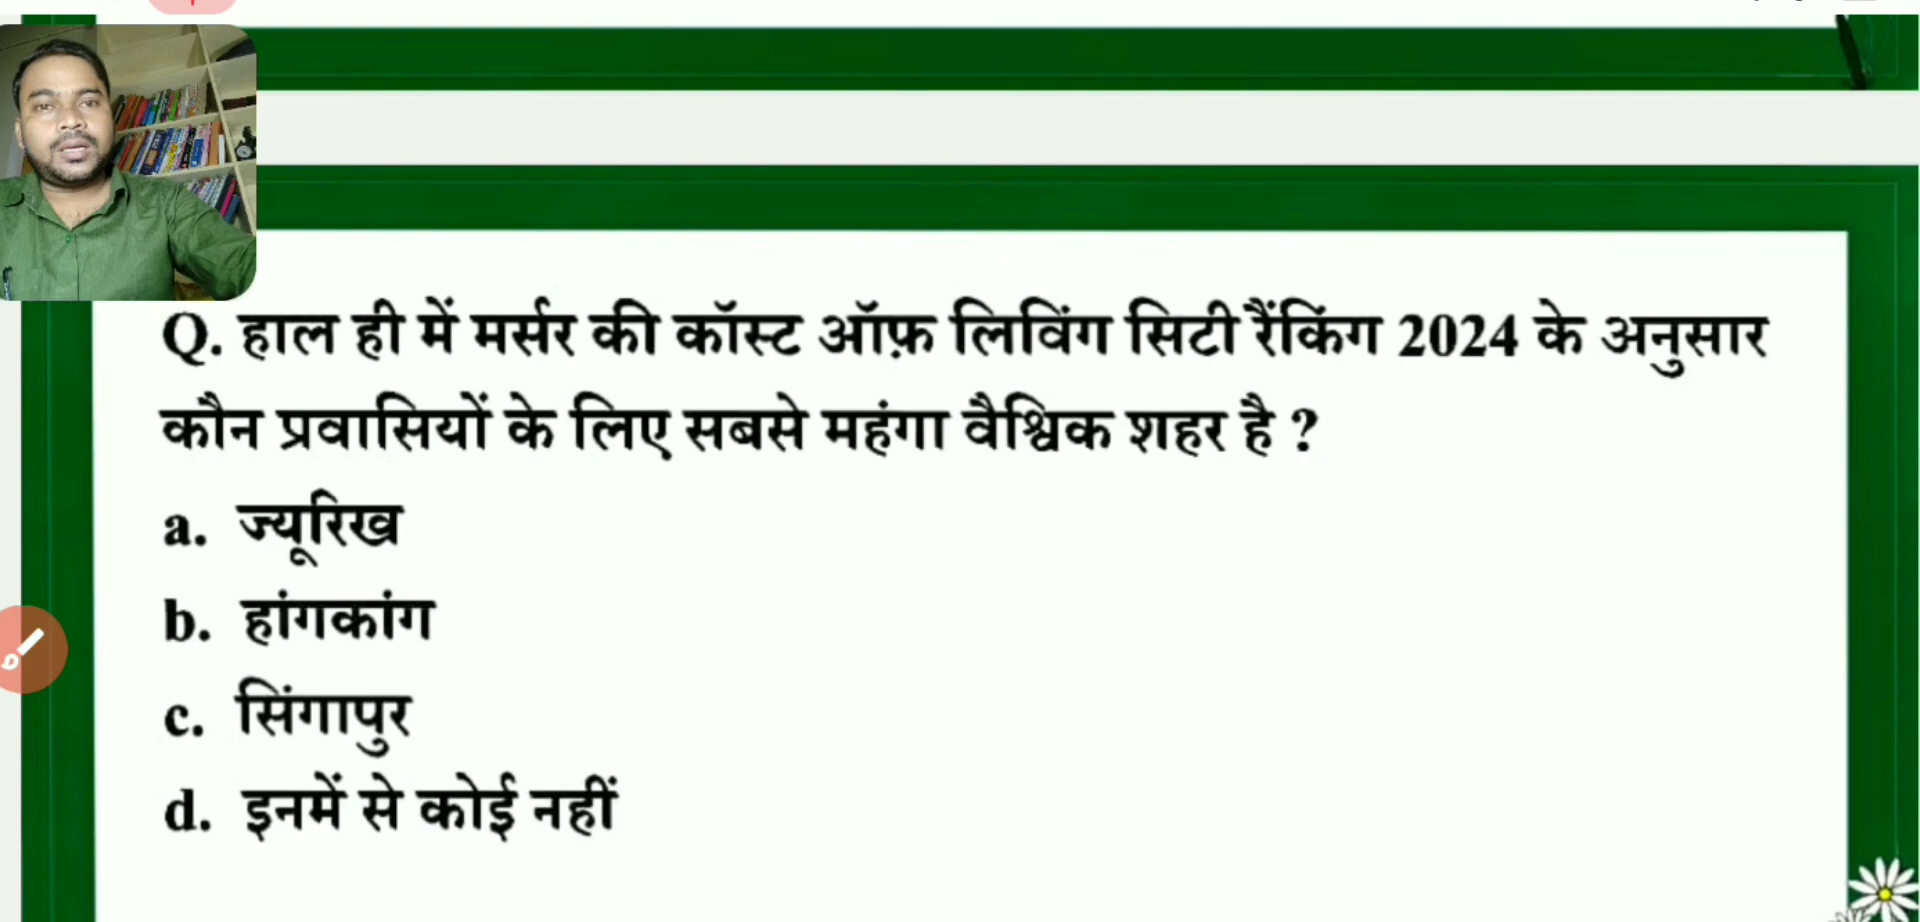 Q. हाल ही में मर्सर की कॉस्ट ऑफ़ लिविंग सिटी रैंकिंग 2024 के अनुसार
कौन प्रवासियों के लिए सबसे महंगा वैश्विक शहर है ?
a. ज्यूरिख
b. हांगकांग
c. सिंगापुर
d. इनमें से कोई नहीं